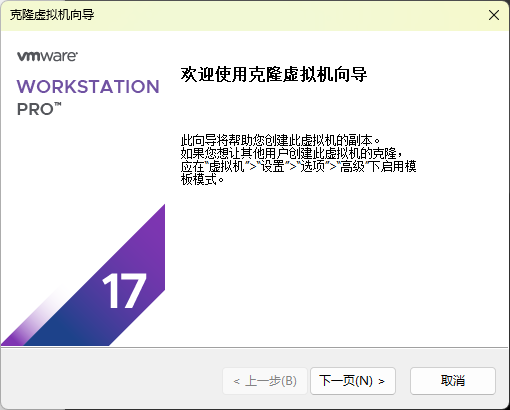 克隆虚拟机向导
vmware
WORKSTATION
PRO™
欢迎使用克隆虚拟机向导
此向导将帮助您创建此虚拟机的副本。
如果您想让其他用户创建此虚拟机的克隆，
应在“虚拟机”>“设置”>“选项”>“高级”下启用模
板模式。
17
< 上一步(B)
下一页(N) >
取消